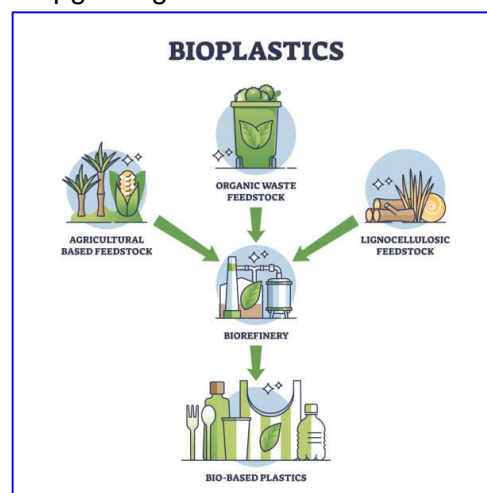 BIOPLASTICS
ORGANIC WASTE
FEEDSTOCK
AGRICULTURAL
BASED FEEDSTOCK
LIGNOCELLULOSIC
FEEDSTOCK
BIOREFINERY
BIO-BASED PLASTICS